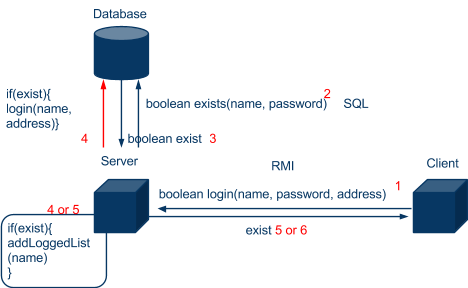 Database
if(exist){
login(name,
address)}
boolean exists(name, password) 2 SQL
4
boolean exist 3
Server
RMI
Client
1
boolean login(name, password, address)
4 or 5
exist 5 or 6
if(exist){
addLoggedList
(name)
}